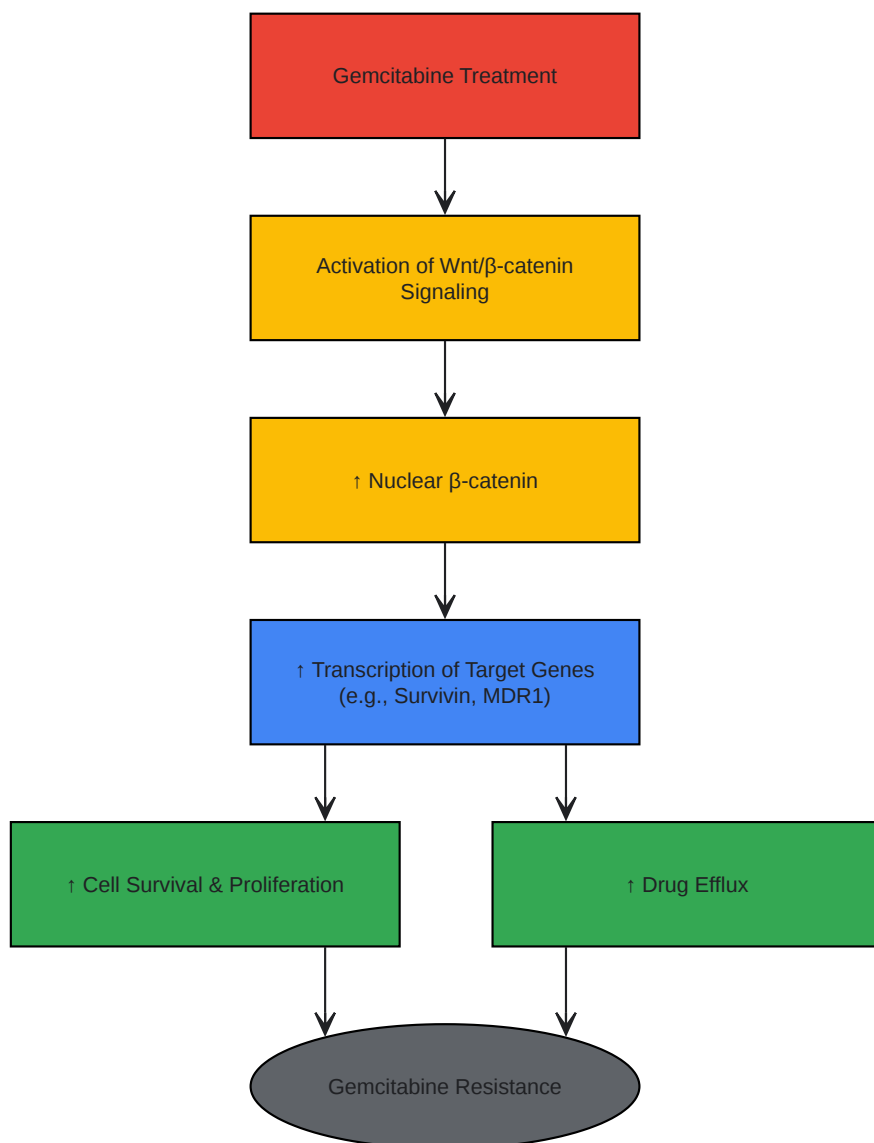 Gemcitabine Treatment
Activation of Wnt/β-catenin
Signaling
↑ Nuclear β-catenin
↑ Transcription of Target Genes
(e.g., Survivin, MDR1)
↑ Cell Survival & Proliferation
↑ Drug Efflux
Gemcitabine Resistance